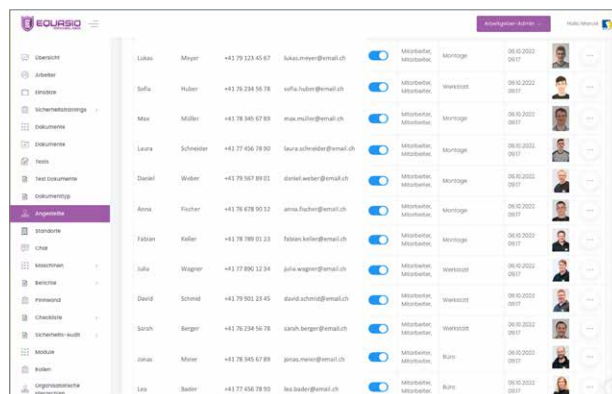 EQUASIO
Arbeitgeber-Admin
Hallo Marcel
Übersicht
Arbeiter
Einsätze
Sicherheitstrainings
Dokumente
Dokumente
Tools
Test Dokumente
Dokumenttyp
Angestellte
Standorte
Chat
Maschinen
Berichte
Pinnwand
Checkliste
Sicherheits-Audit
Module
Rollen
Organisatorische
Hierarchien
Lukas Meyer +41 79 123 45 67 lukas.meyer@email.ch Mitarbeiter, Mitarbeiter, Montage 06.10.2022 09:17
Sofia Huber +41 76 234 56 78 sofia.huber@email.ch Mitarbeiter, Mitarbeiter, Werkstatt 06.10.2022 09:17
Max Müller +41 78 345 67 89 max.müller@email.ch Mitarbeiter, Mitarbeiter, Montage 06.10.2022 09:17
Laura Schneider +41 77 456 78 90 laura.schneider@email.ch Mitarbeiter, Mitarbeiter, Montage 06.10.2022 09:17
Daniel Weber +41 79 567 89 01 daniel.weber@email.ch Mitarbeiter, Mitarbeiter, Montage 06.10.2022 09:17
Anna Fischer +41 76 678 90 12 anna.fischer@email.ch Mitarbeiter, Mitarbeiter, Montage 06.10.2022 09:17
Fabian Keller +41 78 789 01 23 fabian.keller@email.ch Mitarbeiter, Mitarbeiter, Montage 06.10.2022 09:17
Julia Wagner +41 77 890 12 34 julia.wagner@email.ch Mitarbeiter, Mitarbeiter, Werkstatt 06.10.2022 09:17
David Schmid +41 79 901 23 45 david.schmid@email.ch Mitarbeiter, Mitarbeiter, Werkstatt 06.10.2022 09:17
Sarah Berger +41 76 234 56 78 sarah.berger@email.ch Mitarbeiter, Mitarbeiter, Werkstatt 06.10.2022 09:17
Jonas Meier +41 78 345 67 89 jonas.meier@email.ch Mitarbeiter, Mitarbeiter, Büro 06.10.2022 09:17
Lea Bader +41 77 456 78 90 lea.bader@email.ch Mitarbeiter, Mitarbeiter, Büro 06.10.2022 09:17